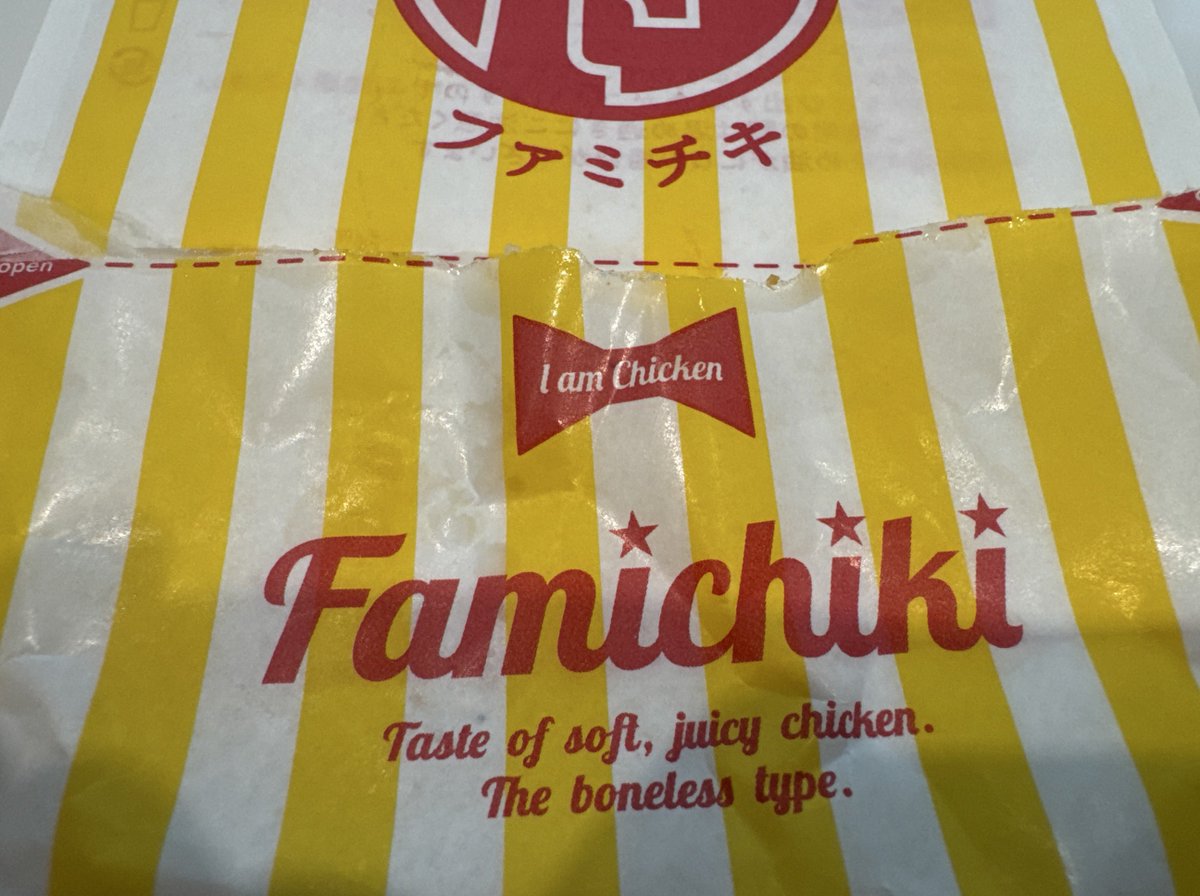 ファミチキ
open
I am Chicken
Famichiki
Taste of soft, juicy chicken.
The boneless type.